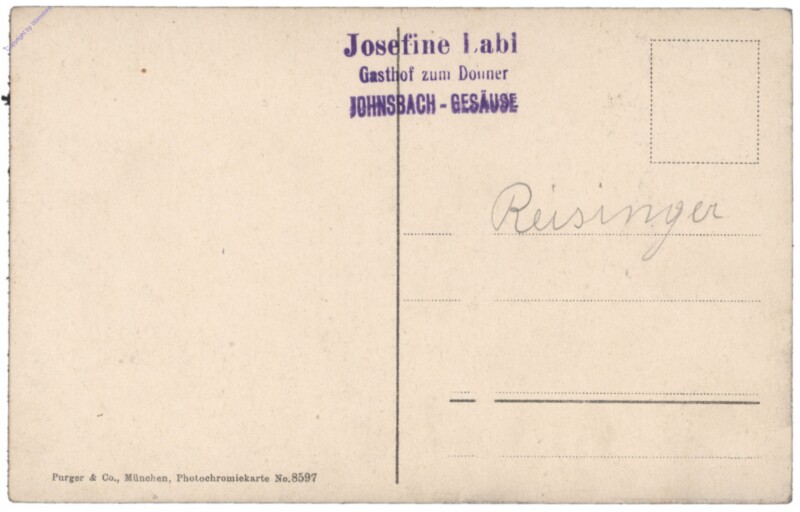 Josefine Labi
Gasthof zum Donner
JOHNSBACH - GESÄUSE
Reisinger
Purger & Co., München, Photochromiekarte No. 8597